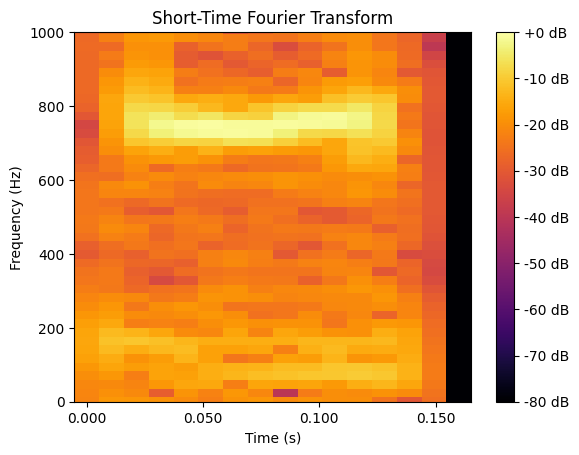 Short-Time Fourier Transform
Frequency (Hz)
1000
800
600
400
200
0
0.000 0.050 0.100 0.150
Time (s)
+0 dB
-10 dB
-20 dB
-30 dB
-40 dB
-50 dB
-60 dB
-70 dB
-80 dB